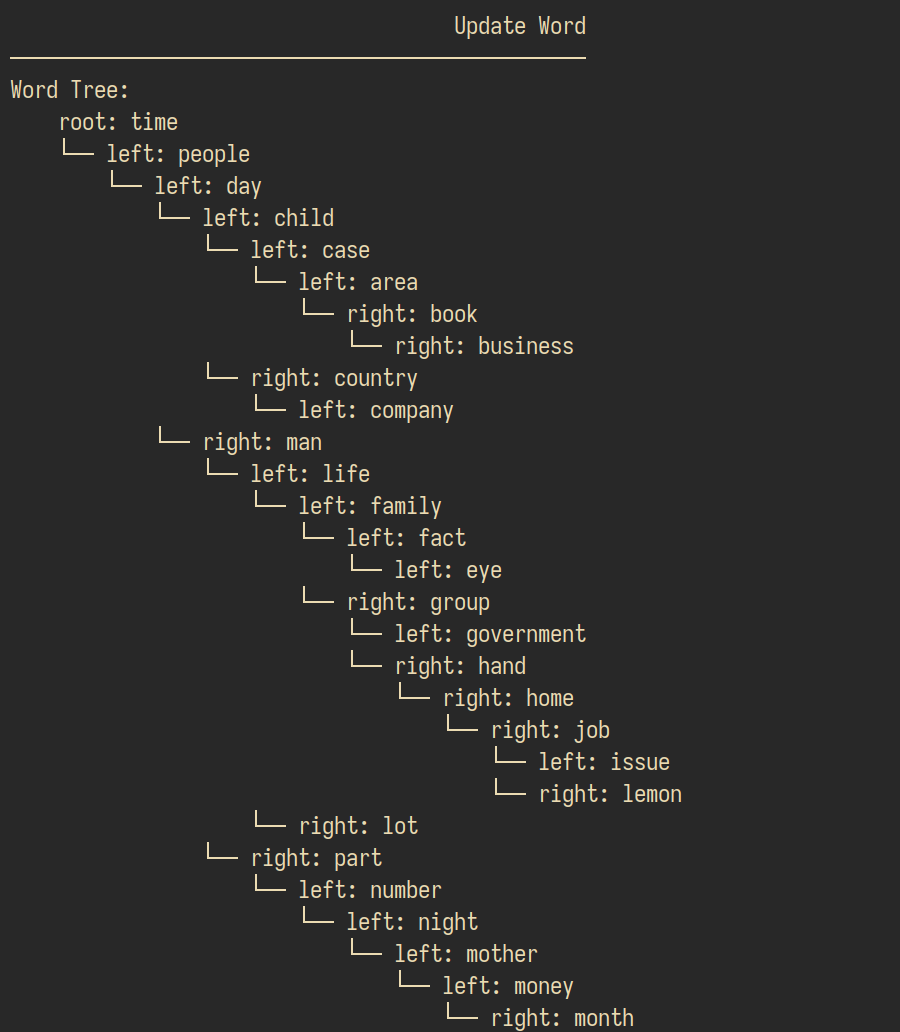 Update Word
Word Tree:
root: time
└── left: people
└── left: day
└── left: child
└── left: case
└── left: area
└── right: book
└── right: business
└── right: country
└── left: company
└── right: man
└── left: life
└── left: family
└── left: fact
└── left: eye
└── right: group
└── left: government
└── right: hand
└── right: home
└── right: job
└── left: issue
└── right: lemon
└── right: lot
└── right: part
└── left: number
└── left: night
└── left: mother
└── left: money
└── right: month